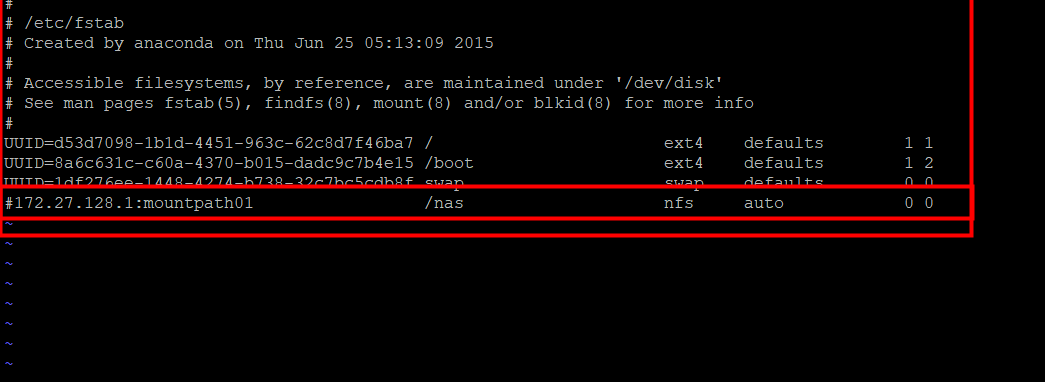 #
# /etc/fstab
# Created by anaconda on Thu Jun 25 05:13:09 2015
#
# Accessible filesystems, by reference, are maintained under '/dev/disk'
# See man pages fstab(5), findfs(8), mount(8) and/or blkid(8) for more info
#
UUID=d53d7098-1b1d-4451-963c-62c8d7f46ba7 /                       ext4    defaults        1 1
UUID=8a6c631c-c60a-4370-b015-dadc9c7b4e15 /boot                   ext4    defaults        1 2
UUID=1df276ee-1448-4274-b738-32c7bc5cdb8f swap                    swap    defaults        0 0
#172.27.128.1:mountpath01                 /nas                    nfs     auto            0 0
~
~
~
~
~
~
~
~